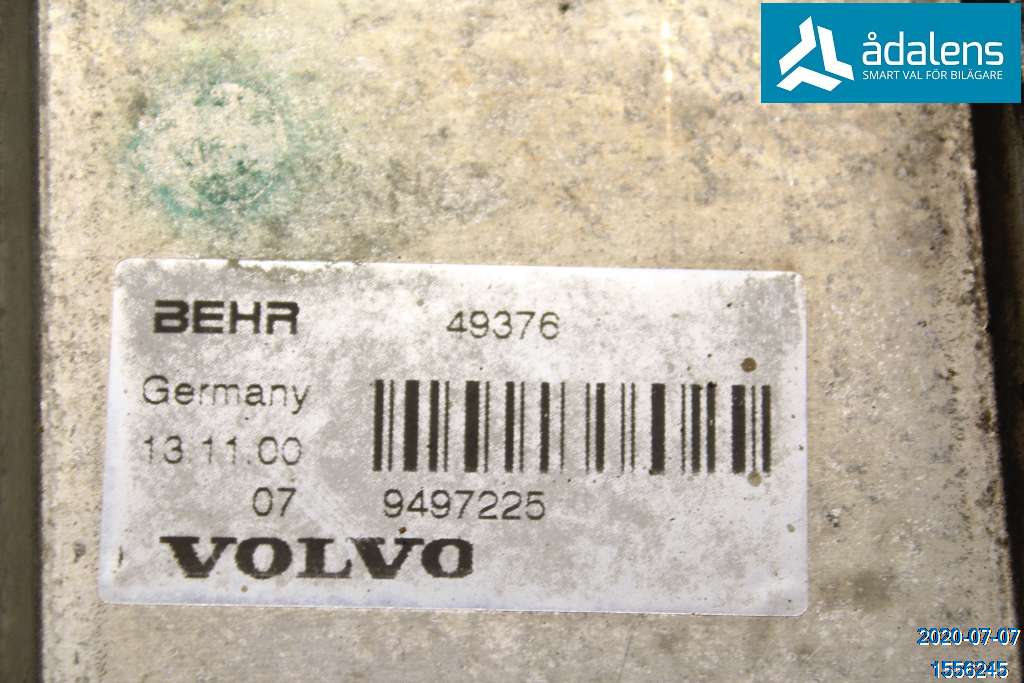 ådalens
SMART VAL FÖR BILÄGARE
BEHR 49376
Germany
13.11.00
07 9497225
VOLVO
2020-07-07
1556245